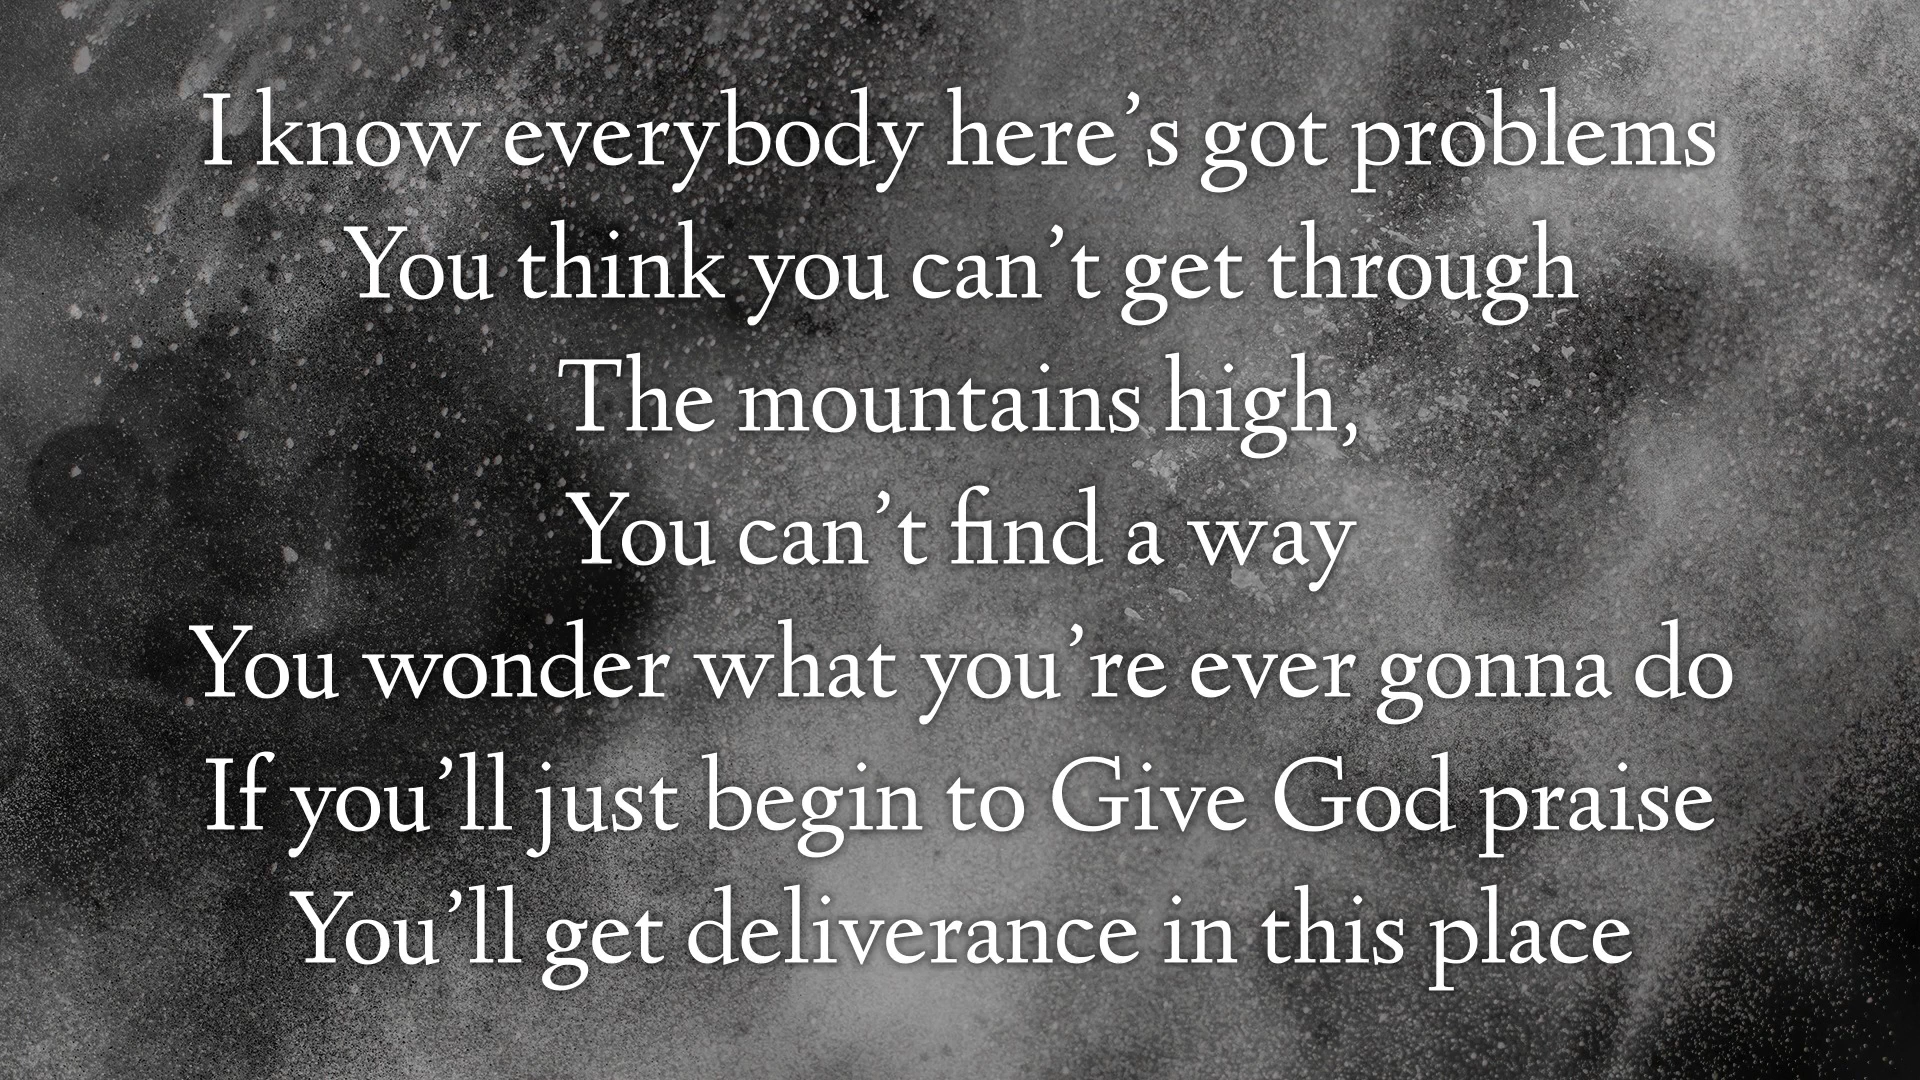 I know everybody here’s got problems
You think you can’t get through
The mountains high,
You can’t find a way
You wonder what you’re ever gonna do
If you’ll just begin to Give God praise
You’ll get deliverance in this place